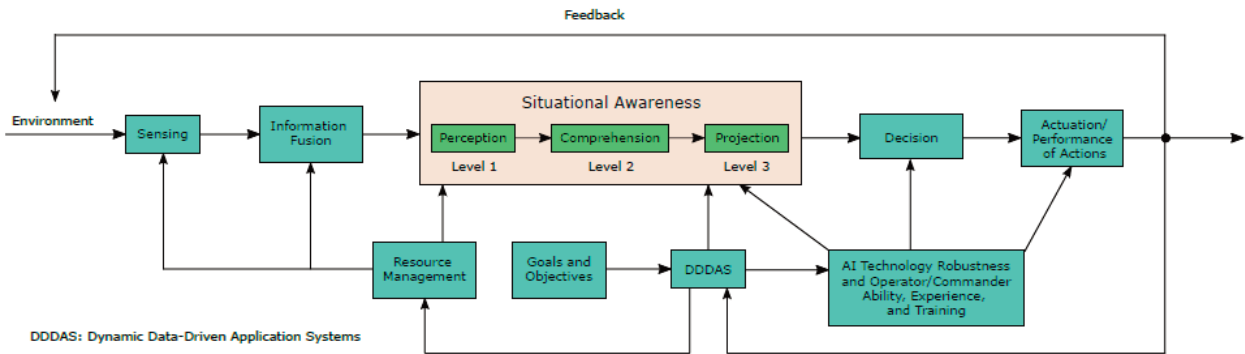 Feedback
Environment
Sensing
Information
Fusion
Situational Awareness
Perception
Comprehension
Projection
Level 1
Level 2
Level 3
Decision
Actuation/
Performance
of Actions
Resource
Management
Goals and
Objectives
DDDAS
AI Technology Robustness
and Operator/Commander
Ability, Experience,
and Training
DDDAS: Dynamic Data-Driven Application Systems